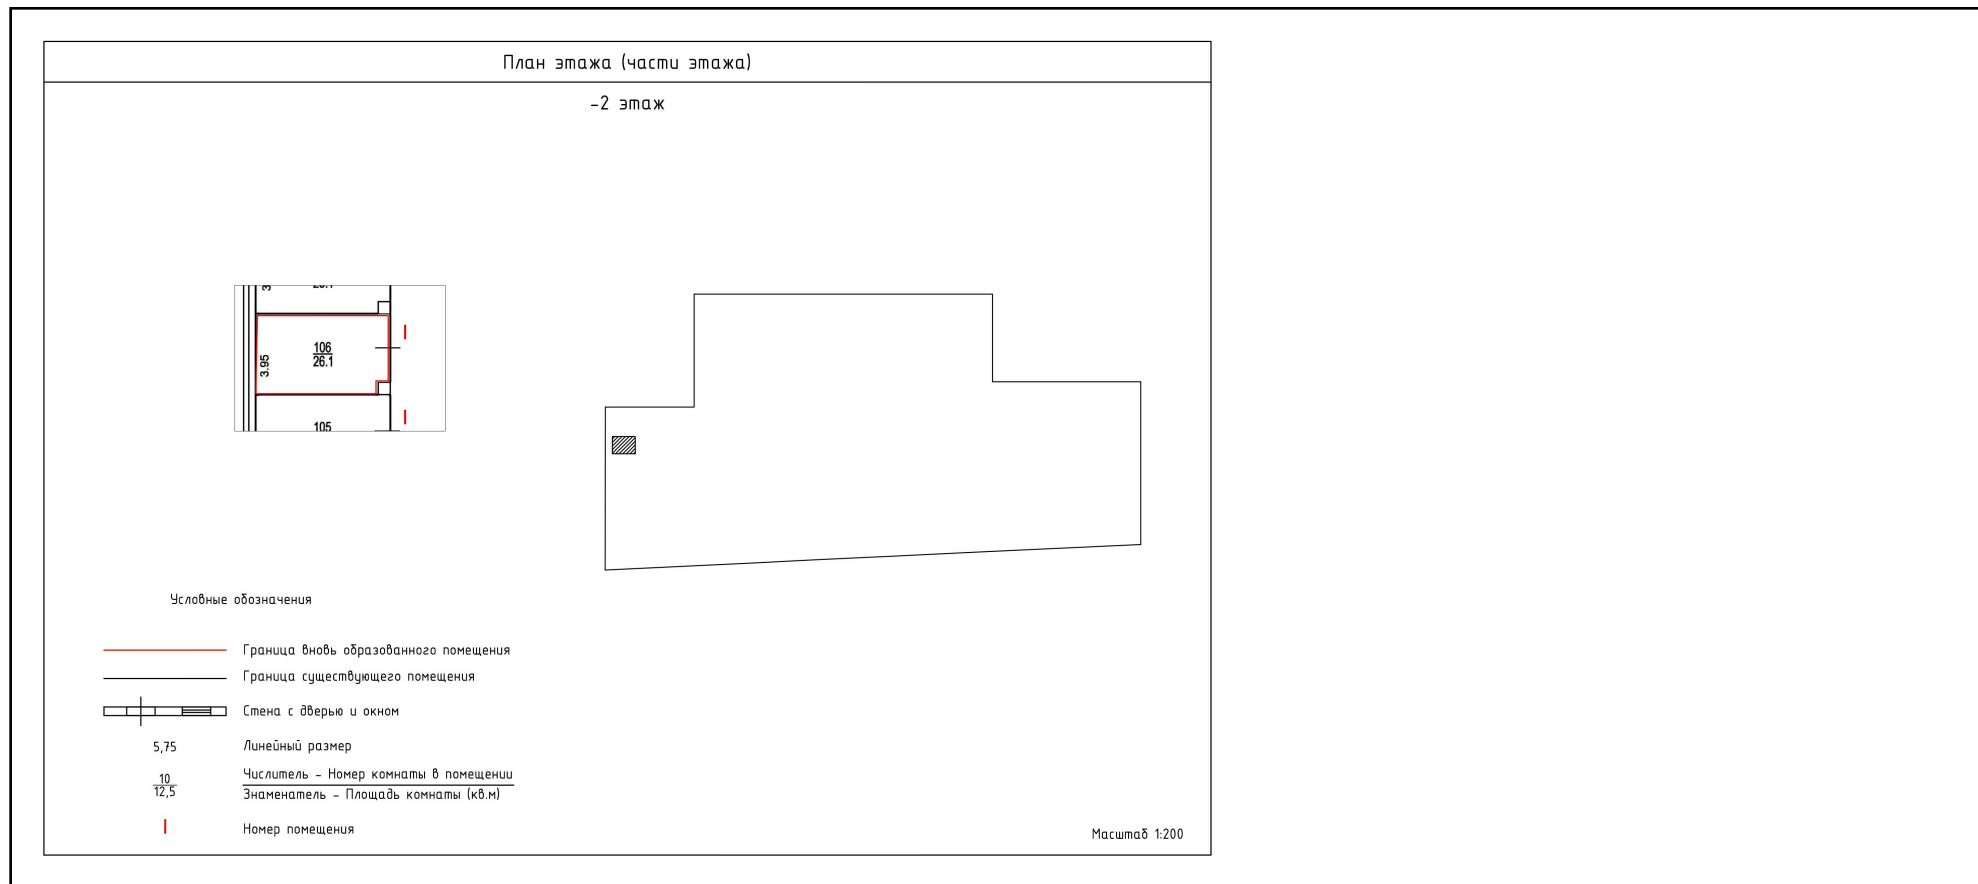 План этажа (части этажа)
-2 этаж
3.95
106
26.1
I
105
I
Условные обозначения
Граница вновь образованного помещения
Граница существующего помещения
Стена с дверью и окном
5,75 Линейный размер
10 Числитель - Номер комнаты в помещении
12,5 Знаменатель - Площадь комнаты (кв.м)
I Номер помещения
Масштаб 1:200